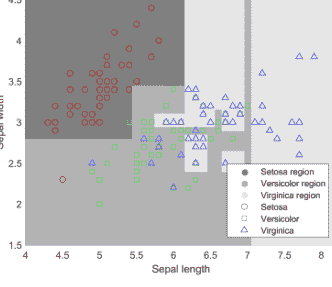 4.5
4
3.5
3
2.5
2
1.5
Sepal width
4 4.5 5 5.5 6 6.5 7 7.5 8
Sepal length
Setosa region
Versicolor region
Virginica region
Setosa
Versicolor
Virginica